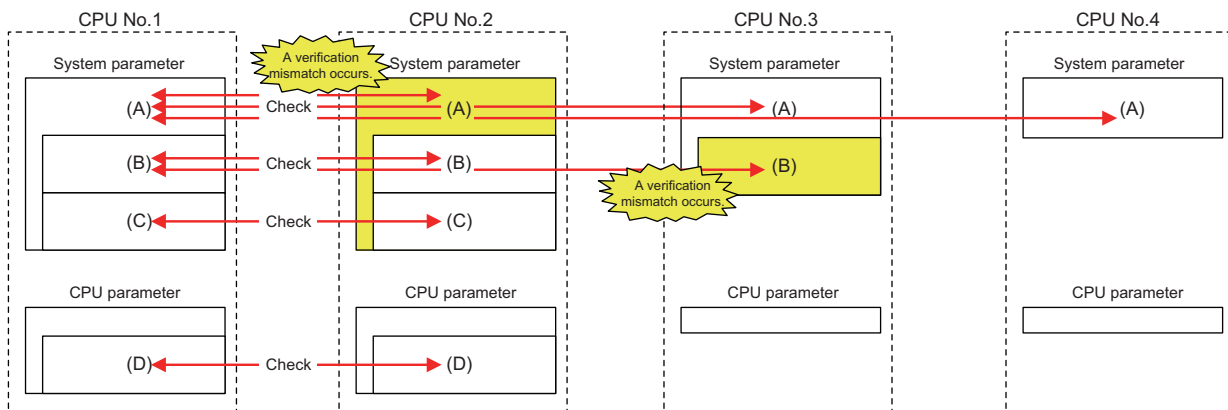 CPU No.1
CPU No.2
CPU No.3
CPU No.4
A verification
mismatch occurs.
System parameter
System parameter
System parameter
System parameter
(A)
Check
(A)
(A)
(A)
(B)
Check
(B)
(B)
A verification
mismatch occurs.
(C)
Check
(C)
CPU parameter
CPU parameter
CPU parameter
CPU parameter
(D)
Check
(D)